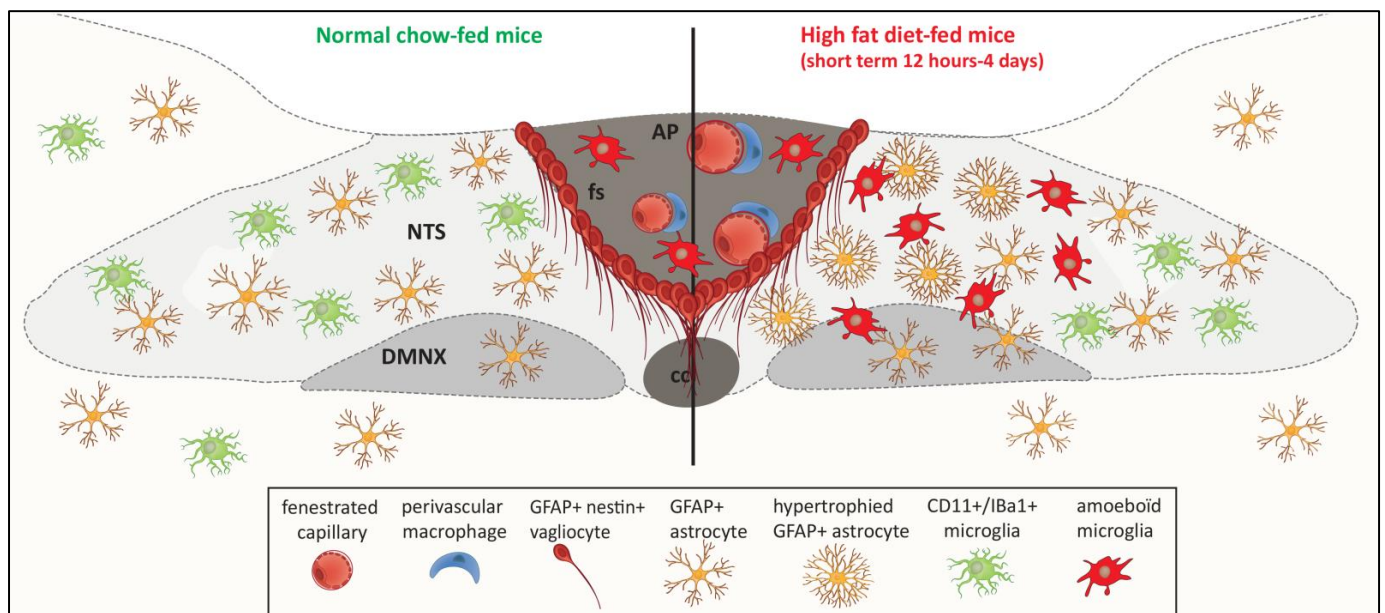 Normal chow-fed mice
High fat diet-fed mice
(short term 12 hours-4 days)
AP
fs
NTS
DMNX
cc
fenestrated
capillary
perivascular
macrophage
GFAP+ nestin+
vagliocyte
GFAP+
astrocyte
hypertrophied
GFAP+ astrocyte
CD11+/IBa1+
microglia
amoeboïd
microglia